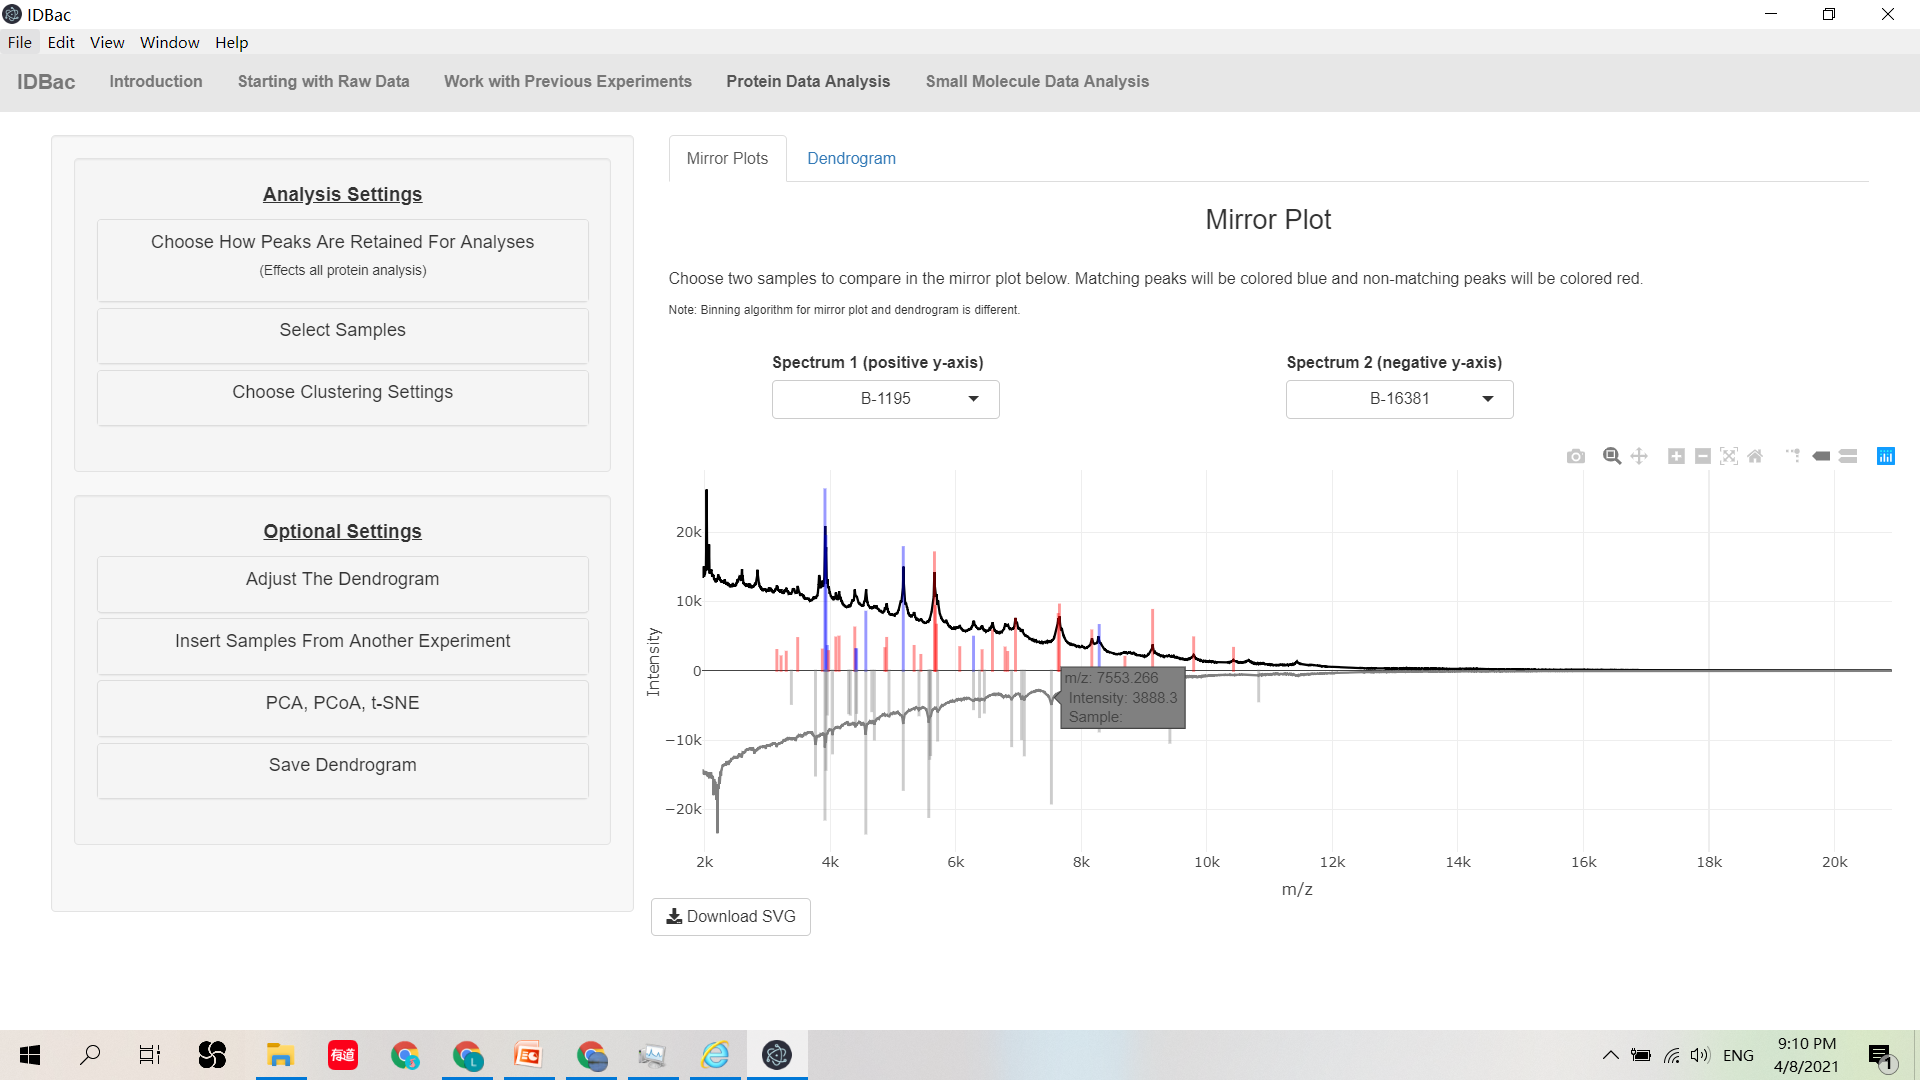 IDBac
File Edit View Window Help
IDBac Introduction Starting with Raw Data Work with Previous Experiments Protein Data Analysis Small Molecule Data Analysis
Analysis Settings
Choose How Peaks Are Retained For Analyses
(Effects all protein analysis)
Select Samples
Choose Clustering Settings
Optional Settings
Adjust The Dendrogram
Insert Samples From Another Experiment
PCA, PCoA, t-SNE
Save Dendrogram
Mirror Plots Dendrogram
Mirror Plot
Choose two samples to compare in the mirror plot below. Matching peaks will be colored blue and non-matching peaks will be colored red.
Note: Binning algorithm for mirror plot and dendrogram is different.
Spectrum 1 (positive y-axis) Spectrum 2 (negative y-axis)
B-1195 B-16381
20k
10k
0
−10k
−20k
Intensity
m/z: 7553.266
Intensity: 3888.3
Sample:
2k 4k 6k 8k 10k 12k 14k 16k 18k 20k
m/z
Download SVG
有道
ENG
9:10 PM
4/8/2021
1